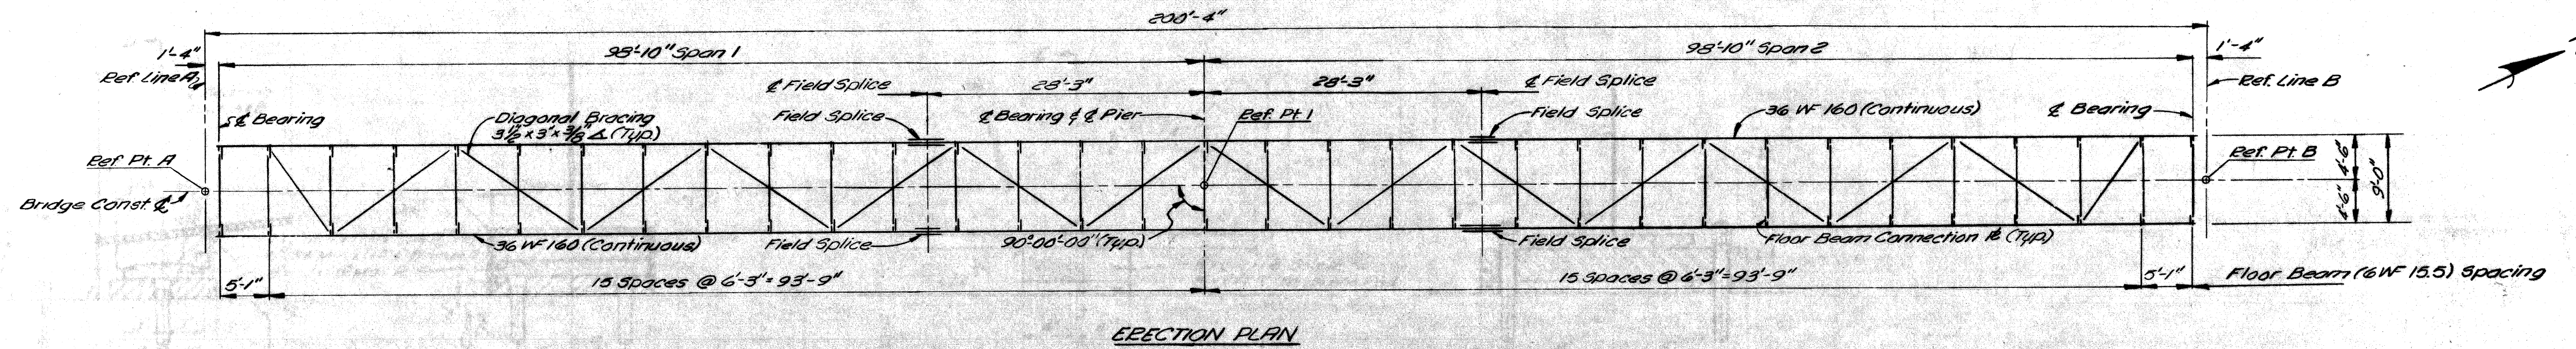 200'-4"
1'-4"
98'-10" Span 1
98'-10" Span 2
1'-4"
Ref. Line A
℄ Field Splice
28'-3"
28'-3"
℄ Field Splice
Ref. Line B
℄ Bearing
Diagonal Bracing
3½" x 3" x ⅜" ∠ (Typ.)
Field Splice
℄ Bearing & ℄ Pier
Ref. Pt. 1
Field Splice
36 WF 160 (Continuous)
℄ Bearing
Ref. Pt. A
Ref. Pt. B
4'-6"
4'-6"
9'-0"
Bridge Const. ℄
36 WF 160 (Continuous)
Field Splice
90°-00'-00" (Typ.)
Field Splice
Floor Beam Connection ℞ (Typ.)
5'-1"
15 Spaces @ 6'-3" = 93'-9"
15 Spaces @ 6'-3" = 93'-9"
5'-1"
Floor Beam (6 WF 15.5) Spacing
ERECTION PLAN